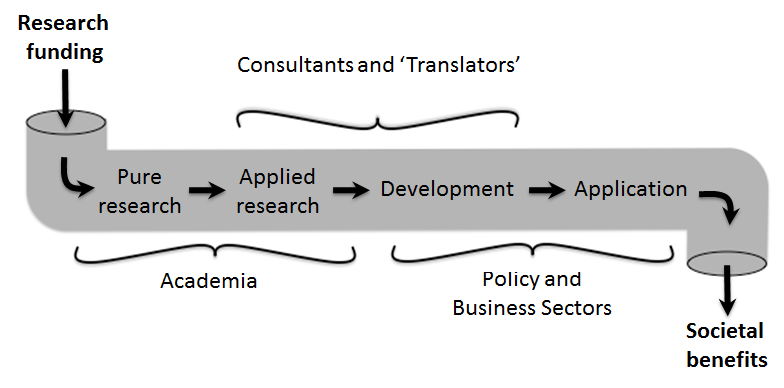 Research
funding
Consultants and ‘Translators’
Pure
research
Applied
research
Development
Application
Academia
Policy and
Business Sectors
Societal
benefits